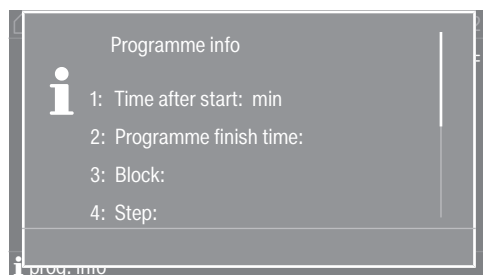 Programme info
1: Time after start: min
2: Programme finish time:
3: Block:
4: Step:
prog. info